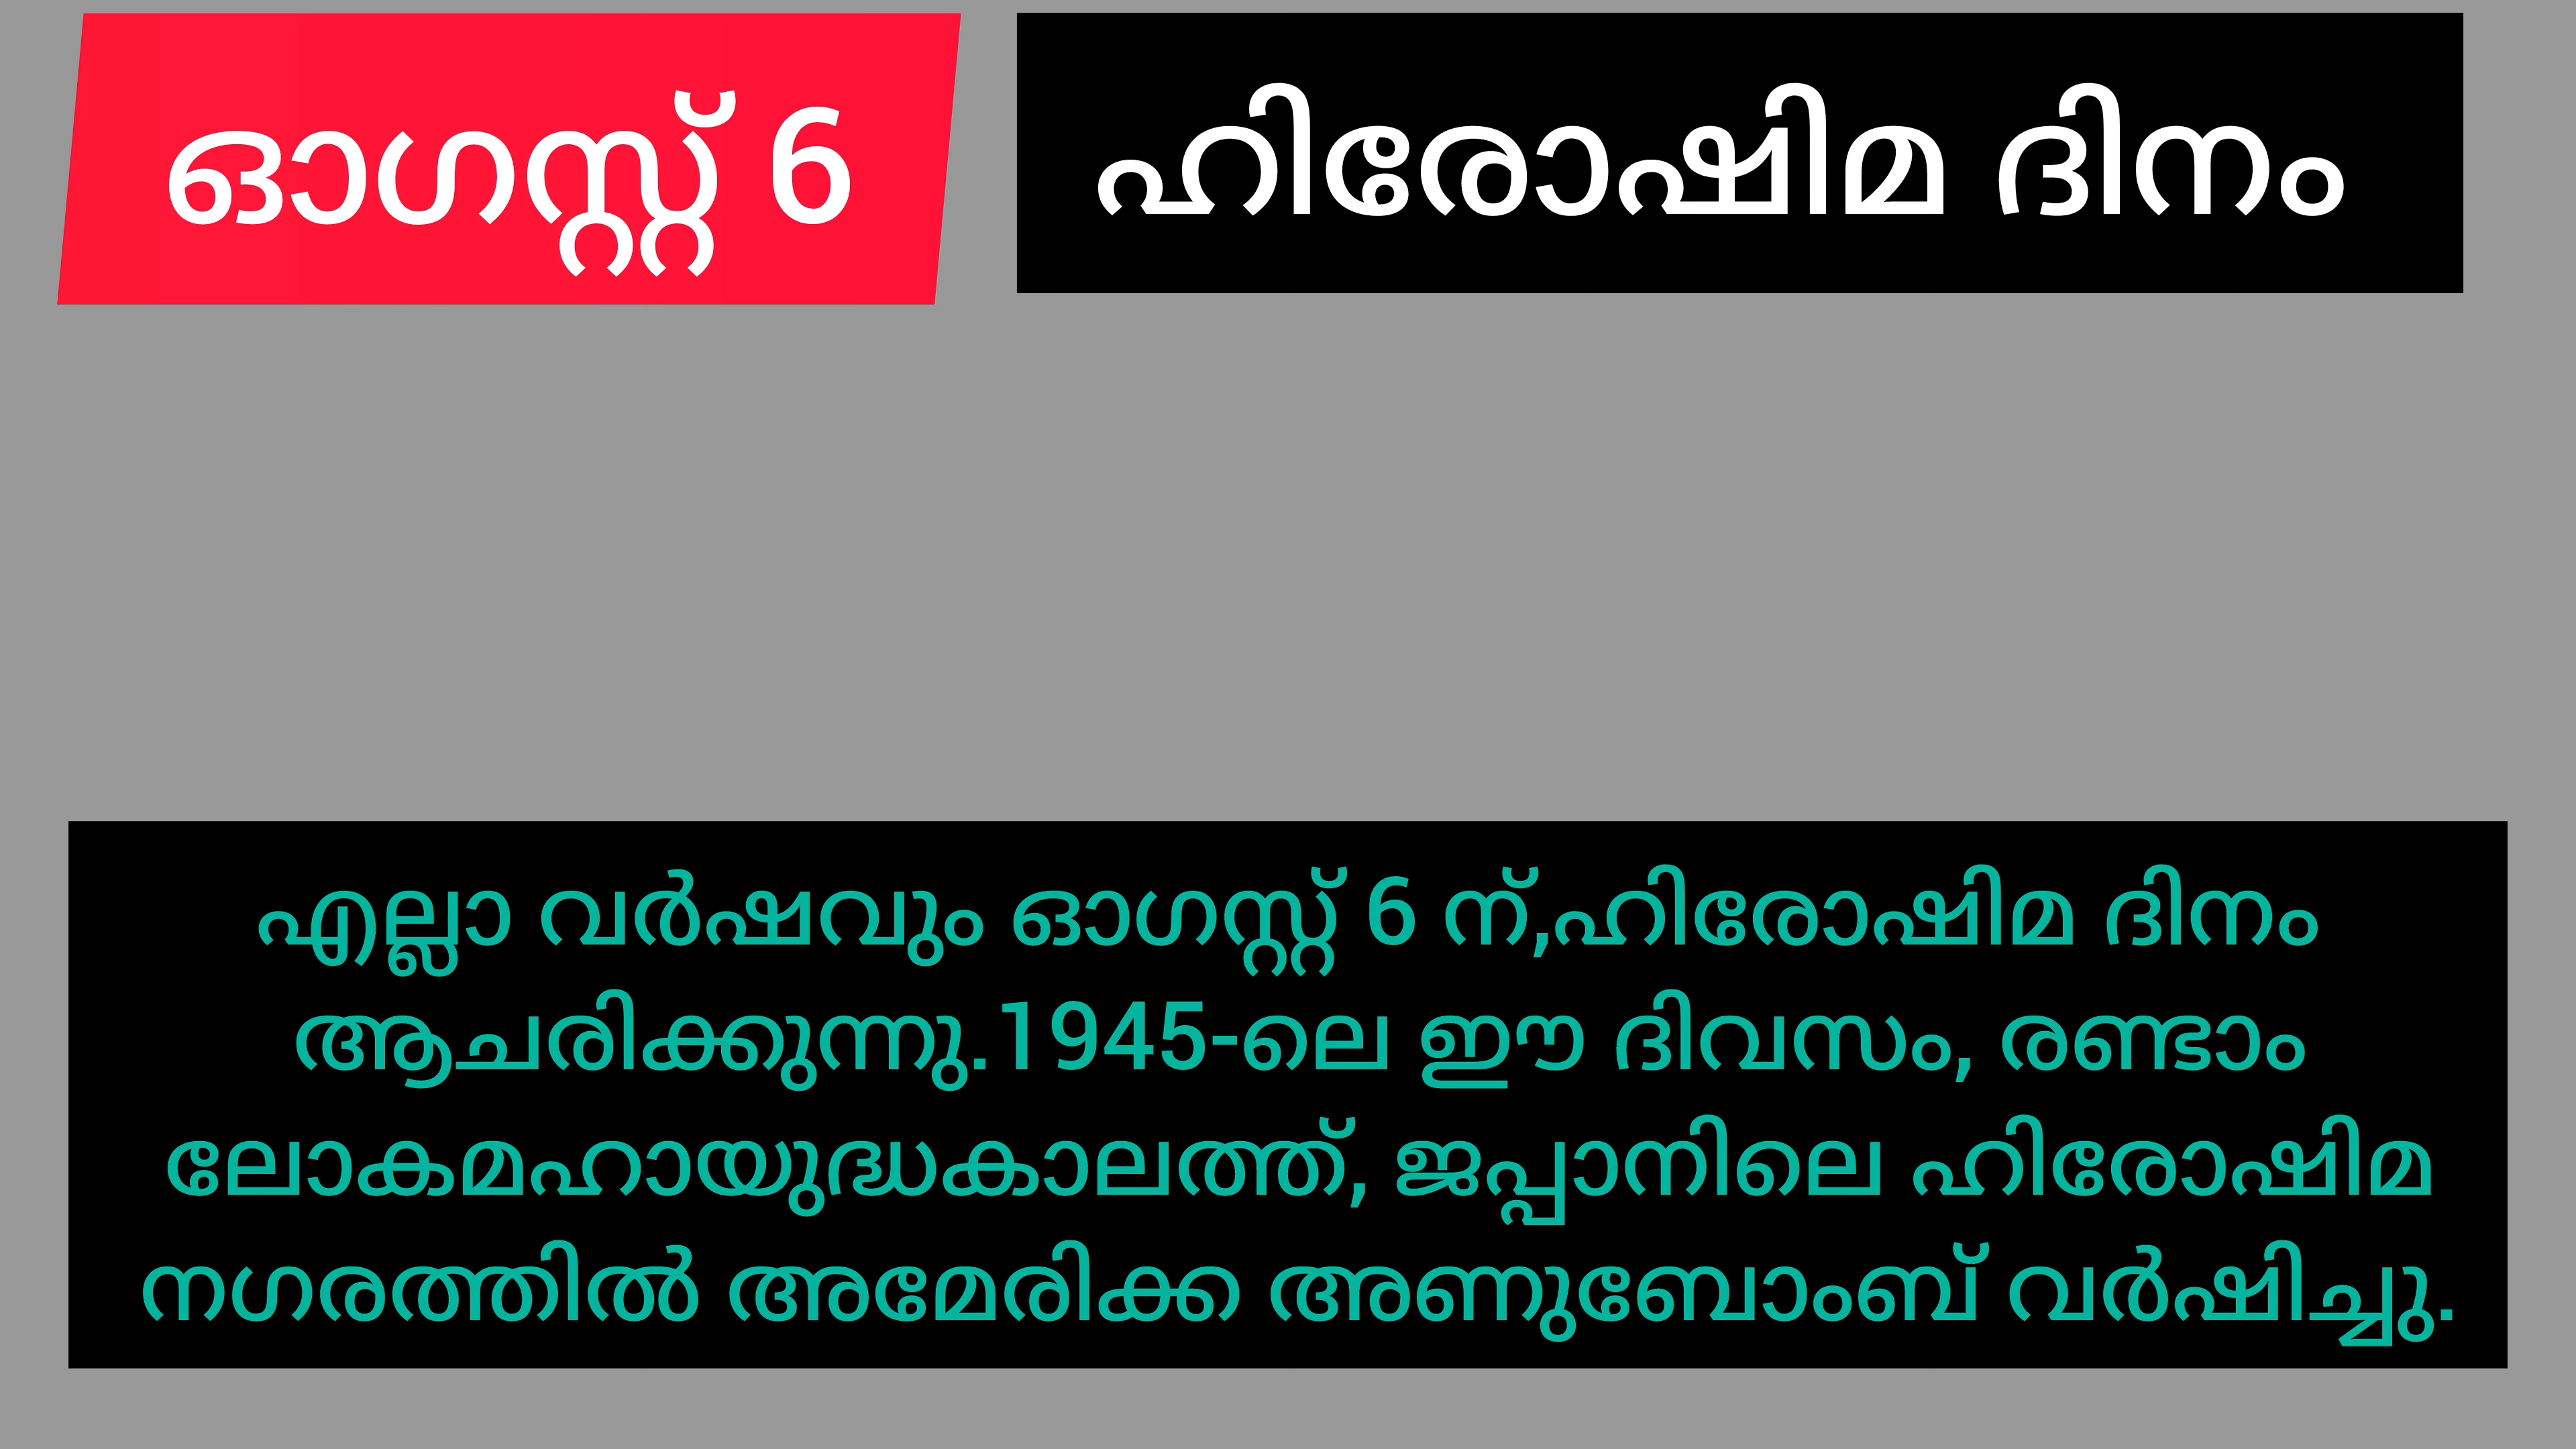 ഓഗസ്റ്റ് 6
ഹിരോഷിമ ദിനം
എല്ലാ വർഷവും ഓഗസ്റ്റ് 6 ന്,ഹിരോഷിമ ദിനം
ആചരിക്കുന്നു.1945-ലെ ഈ ദിവസം, രണ്ടാം
ലോകമഹായുദ്ധകാലത്ത്, ജപ്പാനിലെ ഹിരോഷിമ
നഗരത്തിൽ അമേരിക്ക അണുബോംബ് വർഷിച്ചു.